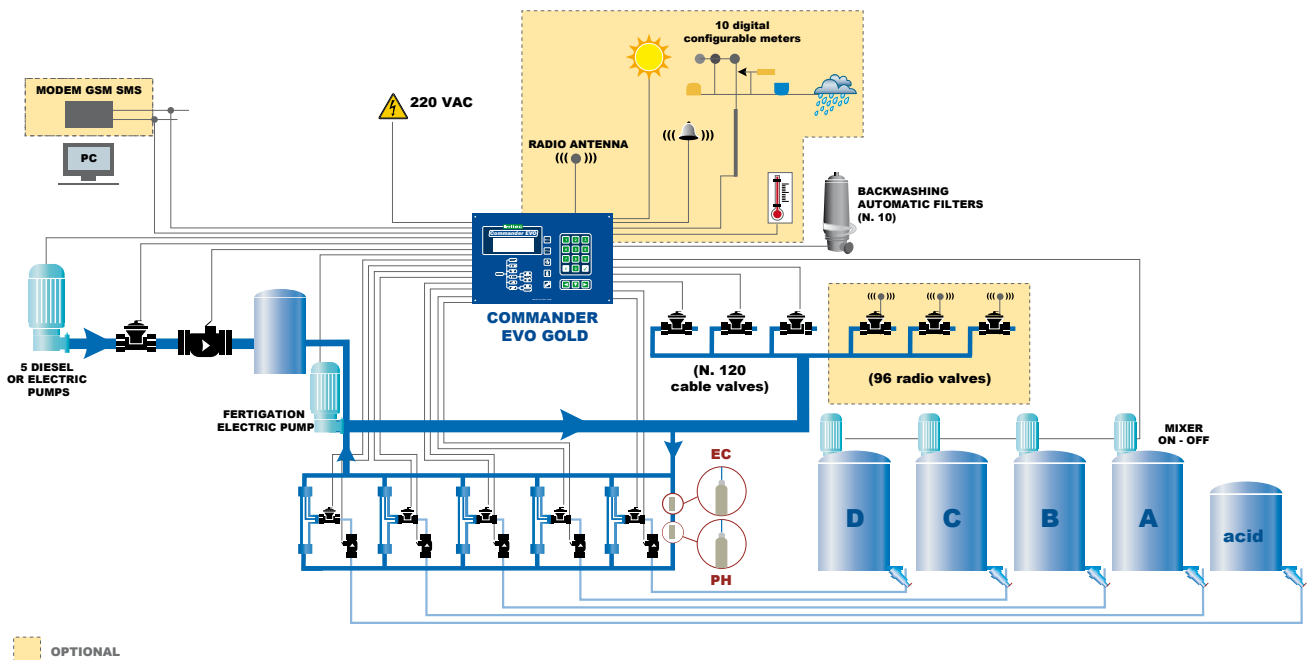 10 digital
configurable meters
MODEM GSM SMS
220 VAC
PC
RADIO ANTENNA
BACKWASHING
AUTOMATIC FILTERS
(N. 10)
Commander EVO
COMMANDER
EVO GOLD
5 DIESEL
OR ELECTRIC
PUMPS
FERTIGATION
ELECTRIC PUMP
(N. 120
cable valves)
(96 radio valves)
MIXER
ON - OFF
EC
PH
D
C
B
A
acid
OPTIONAL